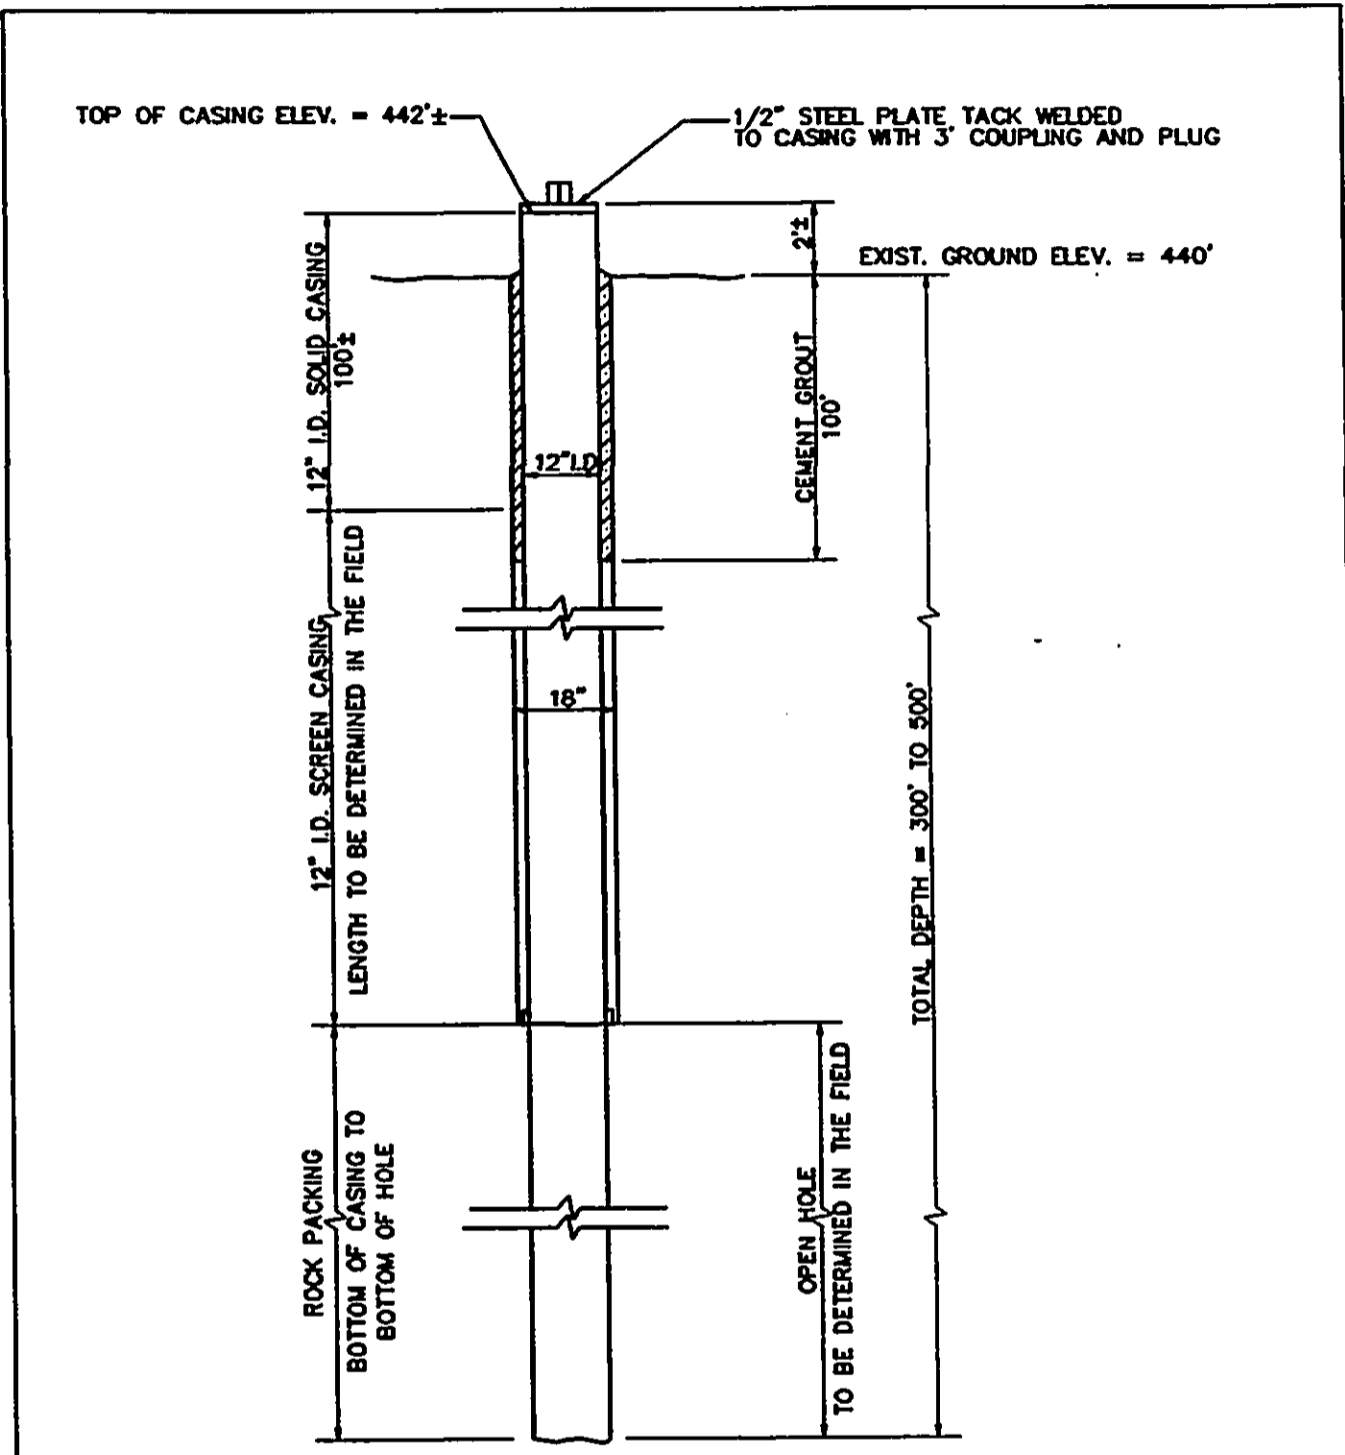 TOP OF CASING ELEV. = 442'±
1/2" STEEL PLATE TACK WELDED
TO CASING WITH 3' COUPLING AND PLUG
2'±
EXIST. GROUND ELEV. = 440'
12" I.D. SOLID CASING
100'±
CEMENT GROUT
100'
12" I.D
12" I.D. SCREEN CASING
LENGTH TO BE DETERMINED IN THE FIELD
18"
TOTAL DEPTH = 300' TO 500'
ROCK PACKING
BOTTOM OF CASING TO
BOTTOM OF HOLE
OPEN HOLE
TO BE DETERMINED IN THE FIELD